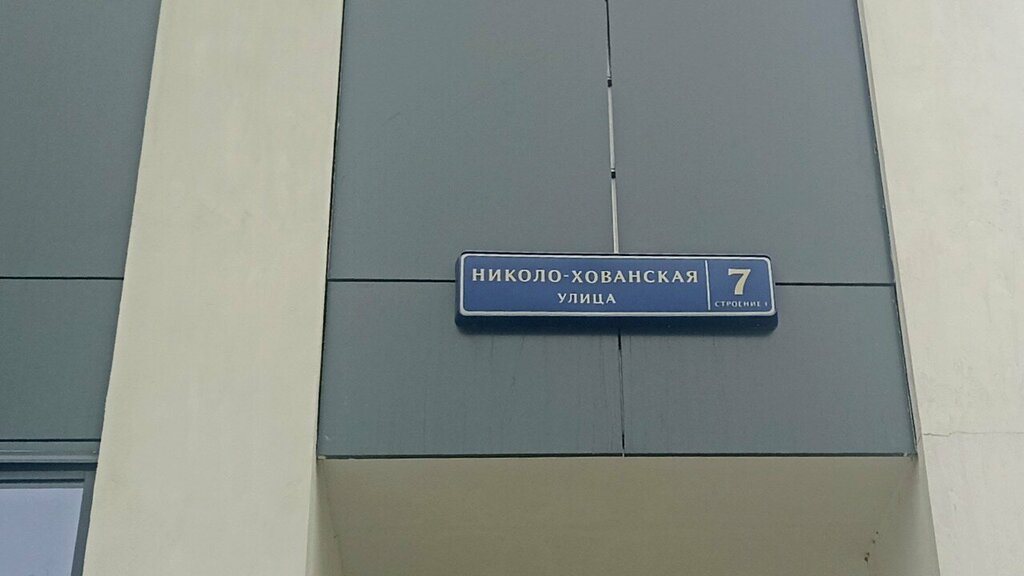 НИКОЛО-ХОВАНСКАЯ
УЛИЦА
7
СТРОЕНИЕ 1